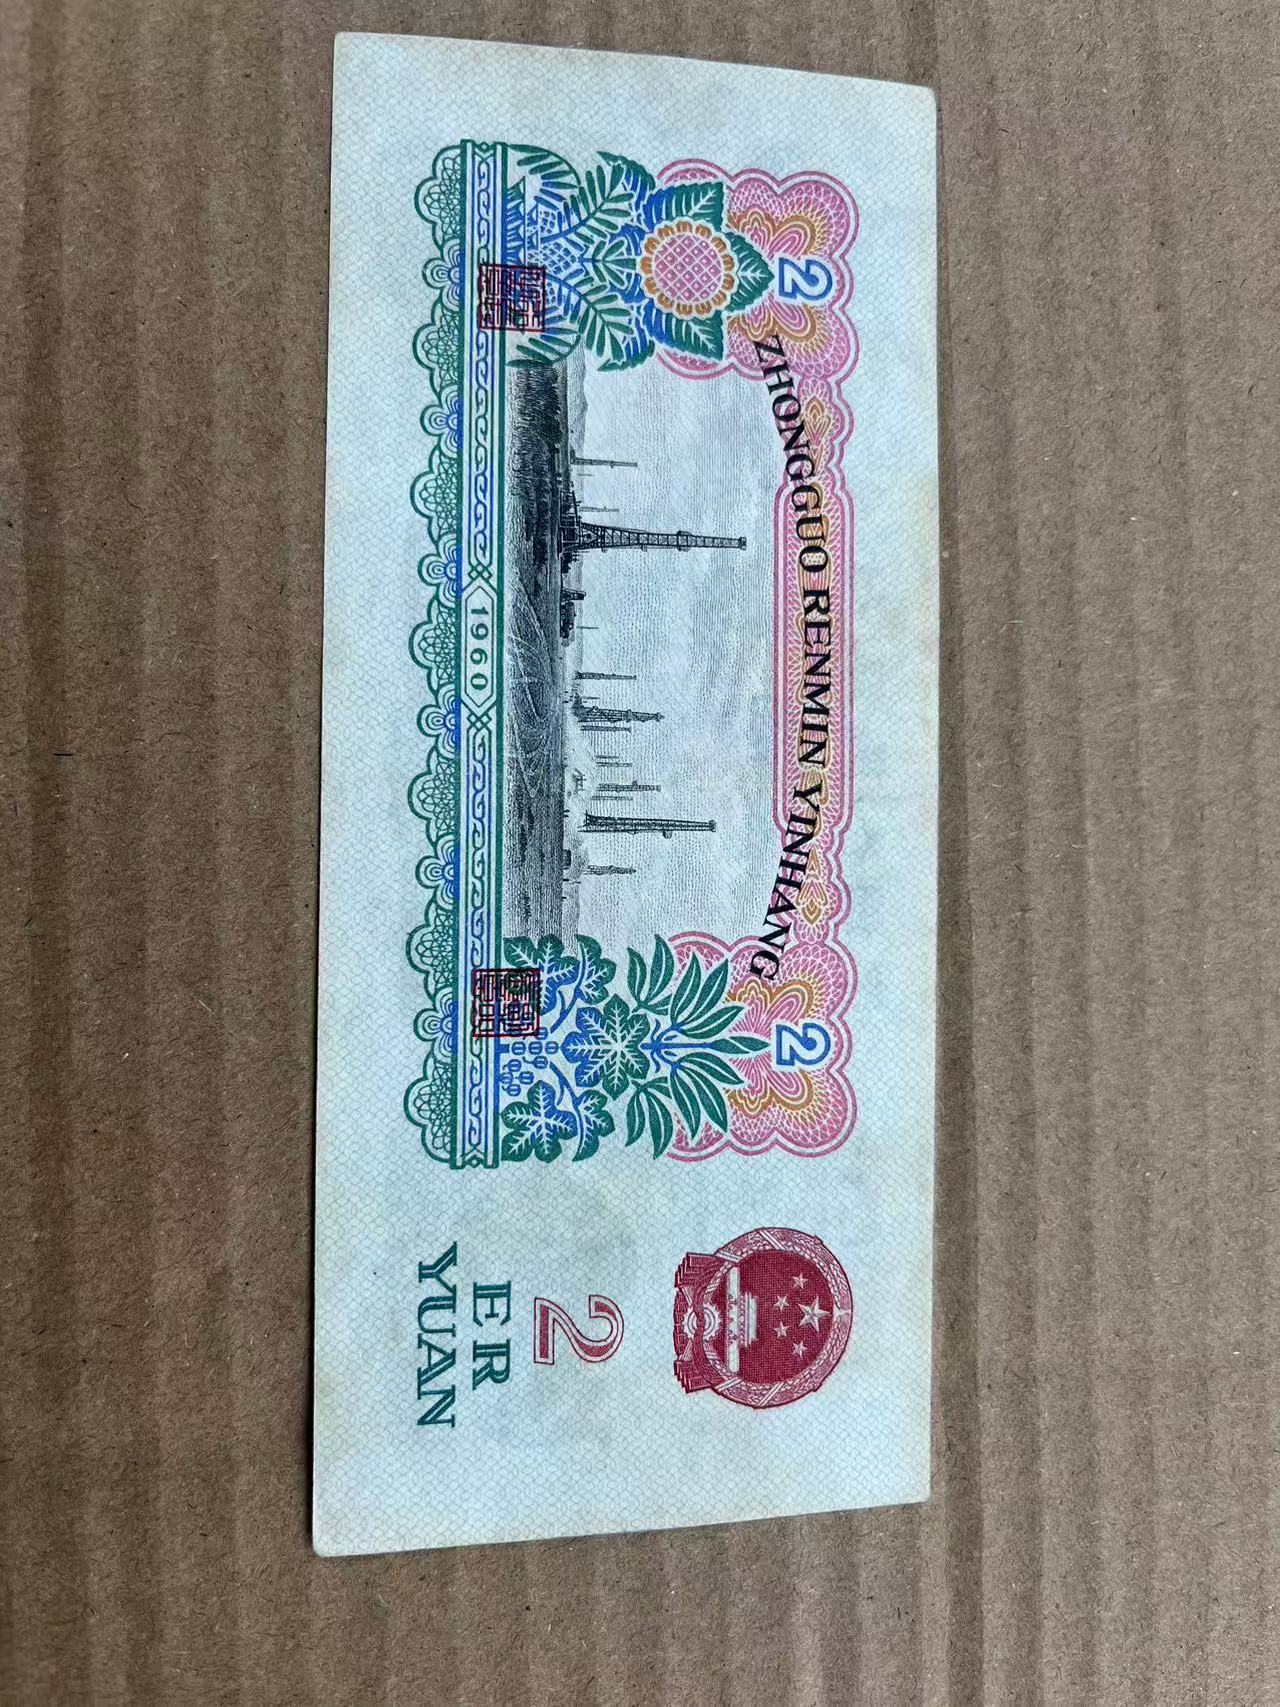 ZHONGGUO RENMIN YINHANG
2
2
1960
2
ER
YUAN